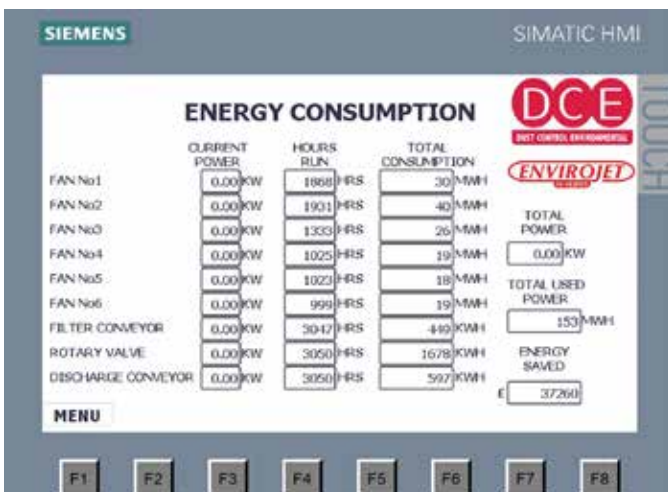 SIEMENS
SIMATIC HMI
TOUCH
ENERGY CONSUMPTION
DCE
DUST CONTROL ENVIRONMENTAL
ENVIROJET
CURRENT POWER HOURS RUN TOTAL CONSUMPTION
FAN No1 0.00 KW 1868 HRS 30 MWH
FAN No2 0.00 KW 1931 HRS 40 MWH
FAN No3 0.00 KW 1333 HRS 26 MWH
FAN No4 0.00 KW 1025 HRS 19 MWH
FAN No5 0.00 KW 1023 HRS 18 MWH
FAN No6 0.00 KW 999 HRS 19 MWH
FILTER CONVEYOR 0.00 KW 3047 HRS 449 KWH
ROTARY VALVE 0.00 KW 3050 HRS 1678 KWH
DISCHARGE CONVEYOR 0.00 KW 3050 HRS 597 KWH
TOTAL
POWER
0.00 KW
TOTAL USED
POWER
153 MWH
ENERGY
SAVED
£ 37260
MENU
F1 F2 F3 F4 F5 F6 F7 F8